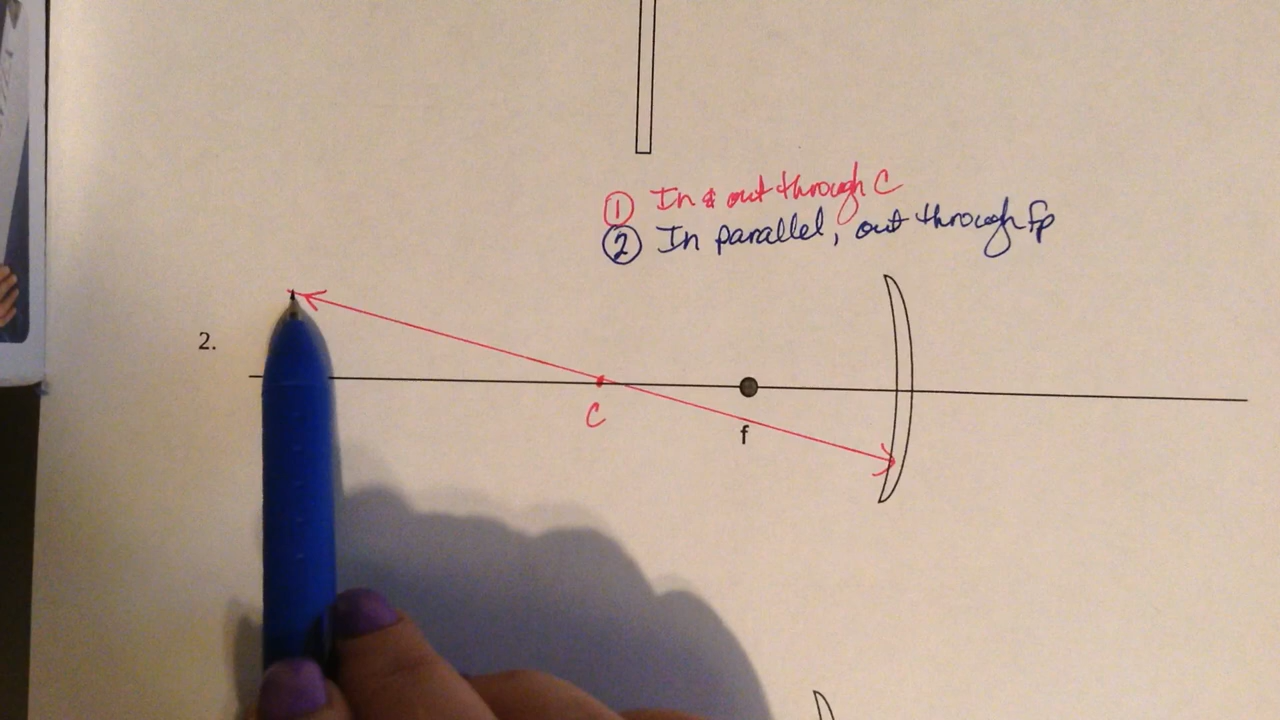 ① In & out through C
② In parallel, out through fp
2.
C
f